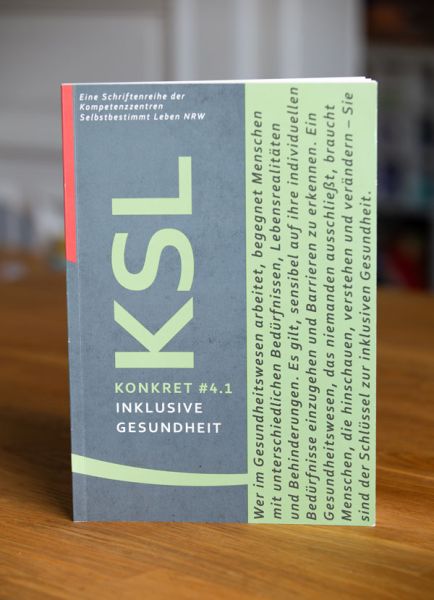 Eine Schriftenreihe der
Kompetenzzentren
Selbstbestimmt Leben NRW
KSL
KONKRET #4.1
INKLUSIVE
GESUNDHEIT
Wer im Gesundheitswesen arbeitet, begegnet Menschen
mit unterschiedlichen Bedürfnissen, Lebensrealitäten
und Behinderungen. Es gilt, sensibel auf ihre individuellen
Bedürfnisse einzugehen und Barrieren zu erkennen. Ein
Gesundheitswesen, das niemanden ausschließt, braucht
Menschen, die hinschauen, verstehen und verändern – Sie
sind der Schlüssel zur inklusiven Gesundheit.